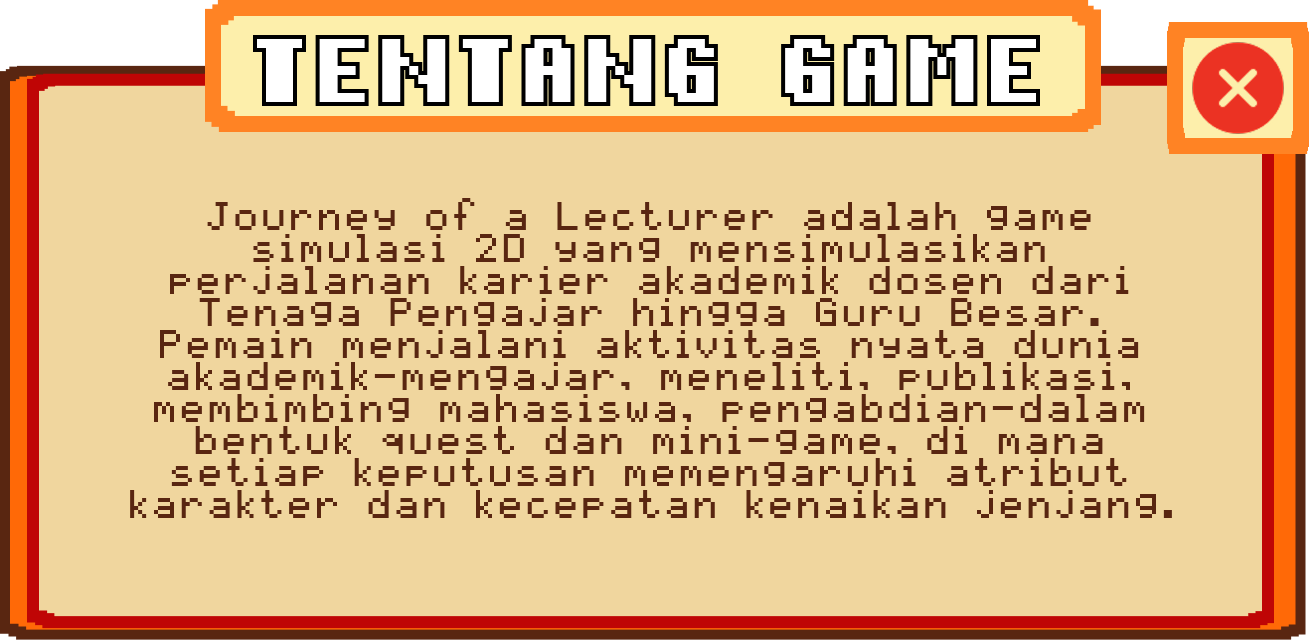 TENTANG GAME
Journey of a Lecturer adalah game
simulasi 2D yang mensimulasikan
perjalanan karier akademik dosen dari
Tenaga Pengajar hingga Guru Besar.
Pemain menjalani aktivitas nyata dunia
akademik-mengajar, meneliti, publikasi,
membimbing mahasiswa, pengabdian-dalam
bentuk quest dan mini-game, di mana
setiap keputusan memengaruhi atribut
karakter dan kecepatan kenaikan jenjang.